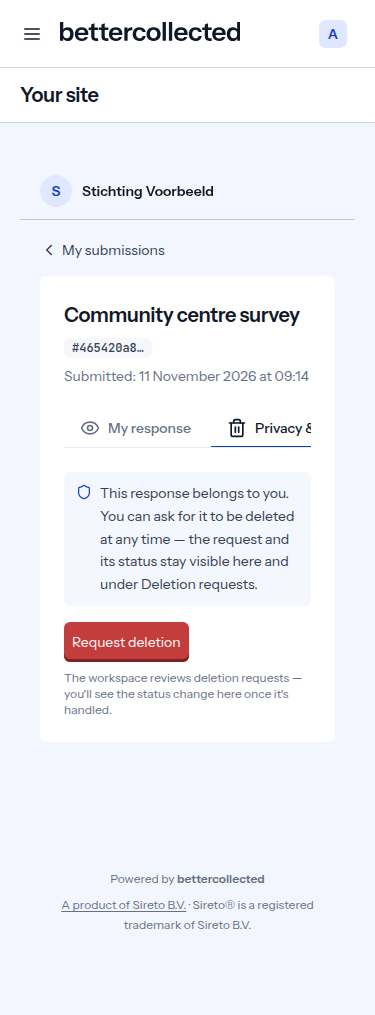 bettercollected
A
Your site
S
Stichting Voorbeeld
My submissions
Community centre survey
#465420a8…
Submitted: 11 November 2026 at 09:14
My response
Privacy &
This response belongs to you.
You can ask for it to be deleted
at any time — the request and
its status stay visible here and
under Deletion requests.
Request deletion
The workspace reviews deletion requests —
you'll see the status change here once it's
handled.
Powered by bettercollected
A product of Sireto B.V. · Sireto® is a registered
trademark of Sireto B.V.